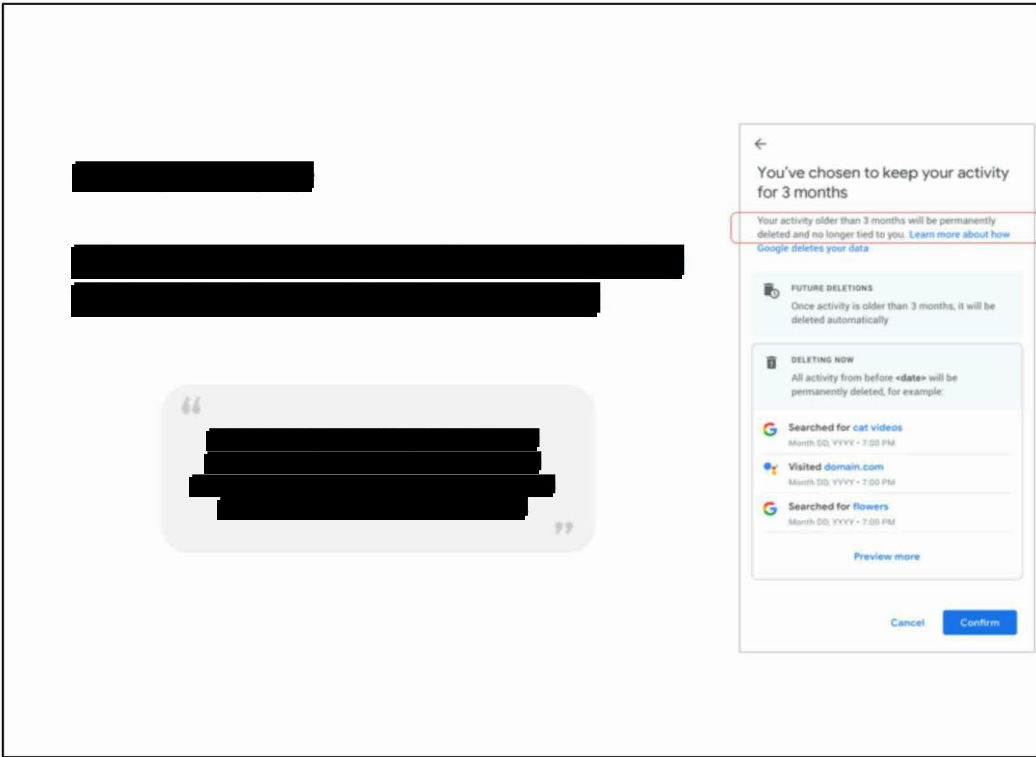 You've chosen to keep your activity
for 3 months
Your activity older than 3 months will be permanently
deleted and no longer tied to you. Learn more about how
Google deletes your data
FUTURE DELETIONS
Once activity is older than 3 months, it will be
deleted automatically
DELETING NOW
All activity from before <date> will be
permanently deleted, for example:
Searched for cat videos
Month DD, YYYY • 7:00 PM
Visited domain.com
Month DD, YYYY • 7:00 PM
Searched for flowers
Month DD, YYYY • 7:00 PM
Preview more
Cancel
Confirm
“
”